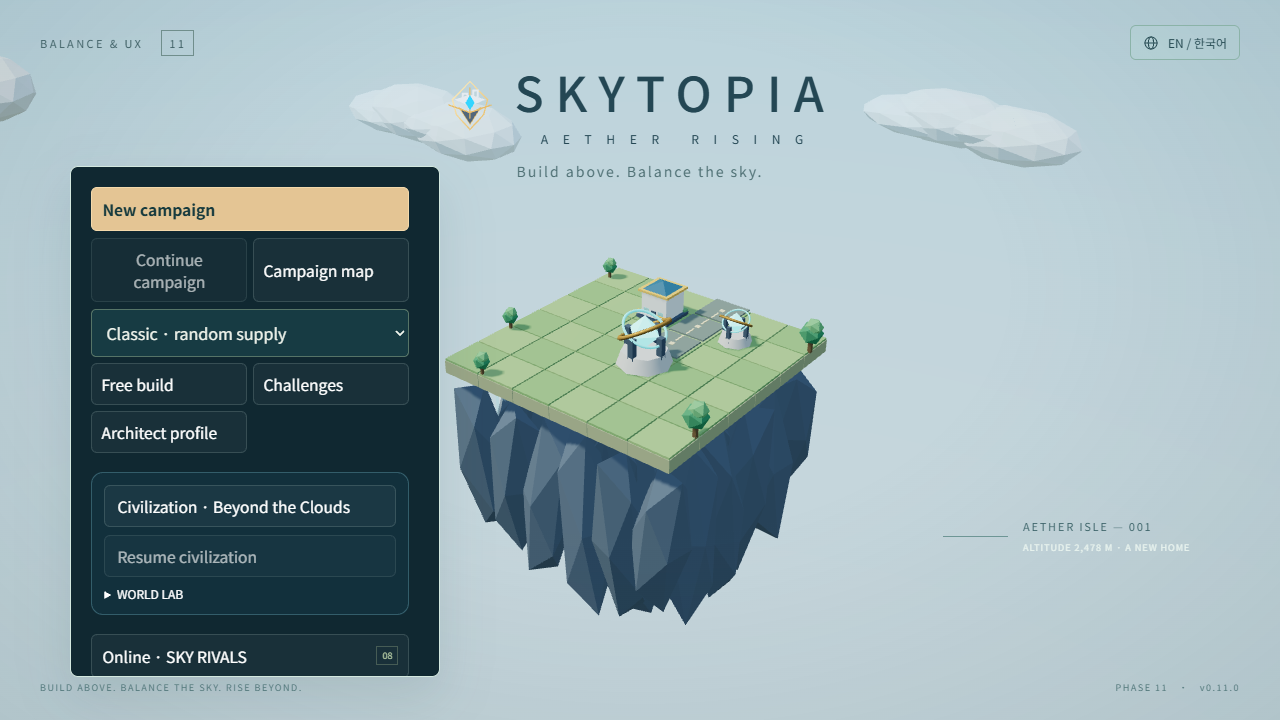 BALANCE & UX 11
EN / 한국어
SKYTOPIA
AETHER RISING
Build above. Balance the sky.
New campaign
Continue
campaign
Campaign map
Classic · random supply
Free build
Challenges
Architect profile
Civilization · Beyond the Clouds
Resume civilization
WORLD LAB
Online · SKY RIVALS 08
AETHER ISLE — 001
ALTITUDE 2,478 M · A NEW HOME
BUILD ABOVE. BALANCE THE SKY. RISE BEYOND.
PHASE 11 · v0.11.0